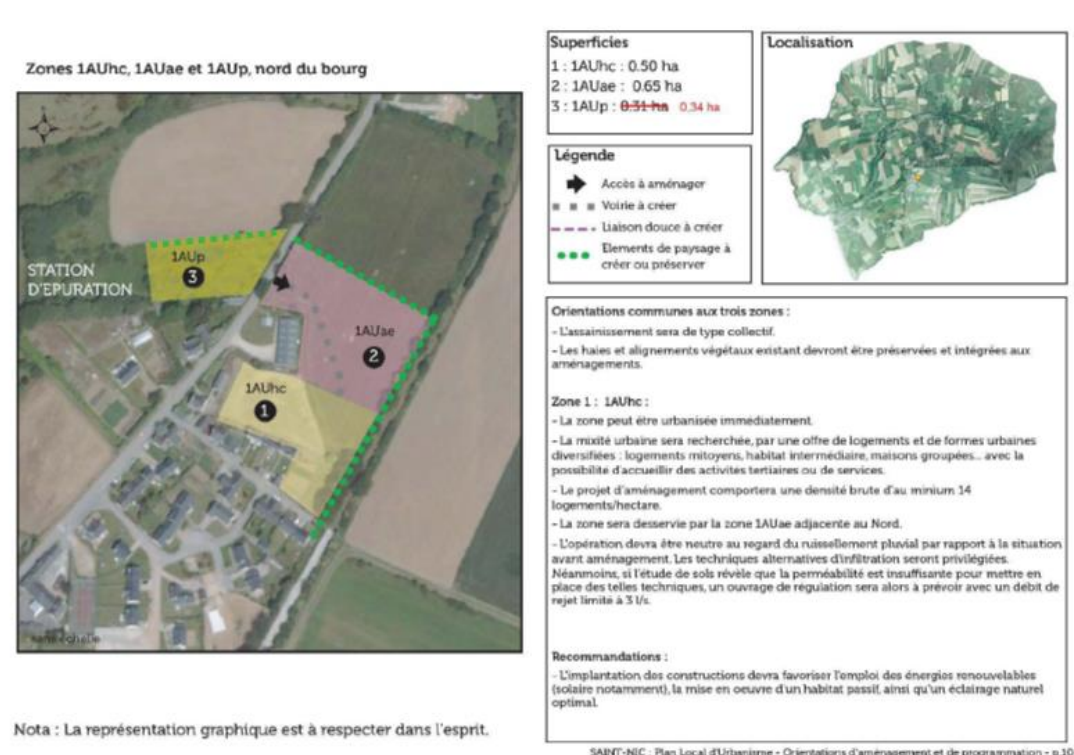 Zones 1AUhc, 1AUae et 1AUp, nord du bourg
1AUp
3
STATION
D'EPURATION
1AUae
2
1AUhc
1
sans échelle
Nota : La représentation graphique est à respecter dans l'esprit.
Superficies
1 : 1AUhc : 0.50 ha
2 : 1AUae : 0.65 ha
3 : 1AUp : 0.31 ha 0.34 ha
Localisation
Légende
Accès à aménager
Voirie à créer
Liaison douce à créer
Elements de paysage à
créer ou préserver
Orientations communes aux trois zones :
- L'assainissement sera de type collectif.
- Les haies et alignements végétaux existant devront être préservées et intégrées aux
aménagements.
Zone 1 : 1AUhc :
- La zone peut être urbanisée immédiatement.
- La mixité urbaine sera recherchée, par une offre de logements et de formes urbaines
diversifiées : logements mitoyens, habitat intermédiaire, maisons groupées... avec la
possibilité d'accueillir des activités tertiaires ou de services.
- Le projet d'aménagement comportera une densité brute d'au minium 14
logements/hectare.
- La zone sera desservie par la zone 1AUae adjacente au Nord.
- L'opération devra être neutre au regard du ruissellement pluvial par rapport à la situation
avant aménagement. Les techniques alternatives d'infiltration seront privilégiées.
Néanmoins, si l'étude de sols révèle que la perméabilité est insuffisante pour mettre en
place des telles techniques, un ouvrage de régulation sera alors à prévoir avec un débit de
rejet limité à 3 l/s.
Recommandations :
- L'implantation des constructions devra favoriser l'emploi des énergies renouvelables
(solaire notamment), la mise en oeuvre d'un habitat passif, ainsi qu'un éclairage naturel
optimal.
SAINT-NIC : Plan Local d'Urbanisme - Orientations d'aménagement et de programmation - p.10